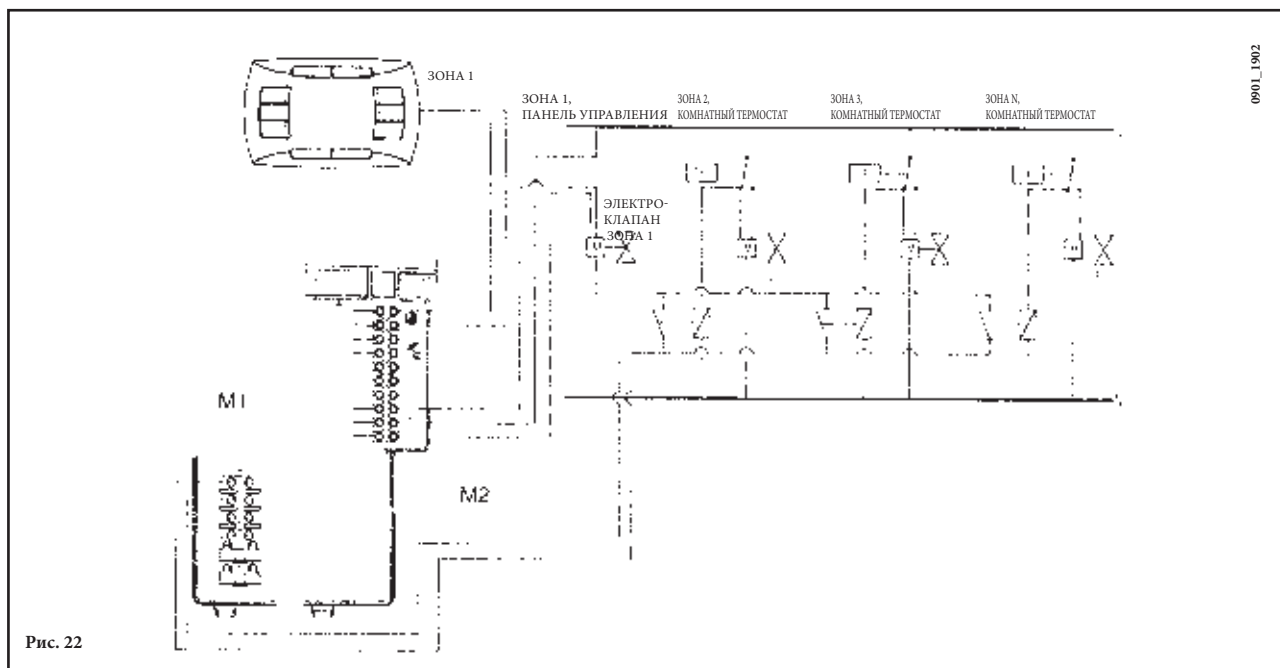 ЗОНА 1
0901_1902
ЗОНА 1,
ПАНЕЛЬ УПРАВЛЕНИЯ
ЗОНА 2,
КОМНАТНЫЙ ТЕРМОСТАТ
ЗОНА 3,
КОМНАТНЫЙ ТЕРМОСТАТ
ЗОНА N,
КОМНАТНЫЙ ТЕРМОСТАТ
ЭЛЕКТРО-
КЛАПАН
ЗОНА 1
M1
M2
Рис. 22